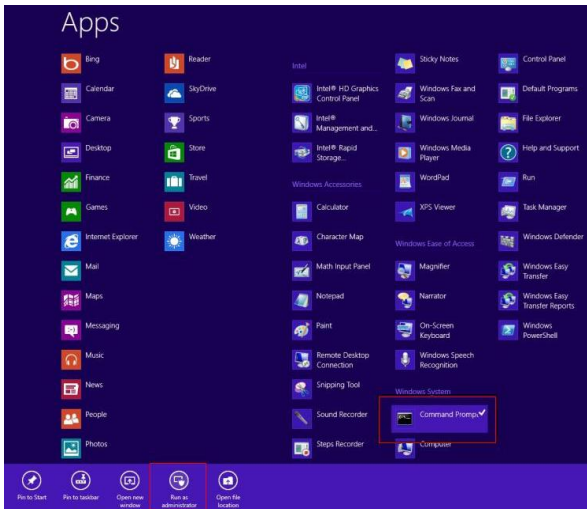 Apps
Bing
Calendar
Camera
Desktop
Finance
Games
Internet Explorer
Mail
Maps
Messaging
Music
News
People
Photos
Reader
SkyDrive
Sports
Store
Travel
Video
Weather
Intel
Intel® HD Graphics
Control Panel
Intel®
Management and...
Intel® Rapid
Storage...
Windows Accessories
Calculator
Character Map
Math Input Panel
Notepad
Paint
Remote Desktop
Connection
Snipping Tool
Sound Recorder
Steps Recorder
Sticky Notes
Windows Fax and
Scan
Windows Journal
Windows Media
Player
WordPad
XPS Viewer
Windows Ease of Access
Magnifier
Narrator
On-Screen
Keyboard
Windows Speech
Recognition
Windows System
Command Promp
Computer
Control Panel
Default Programs
File Explorer
Help and Support
Run
Task Manager
Windows Defender
Windows Easy
Transfer
Windows Easy
Transfer Reports
Windows
PowerShell
Pin to Start
Pin to taskbar
Open new
window
Run as
administrator
Open file
location